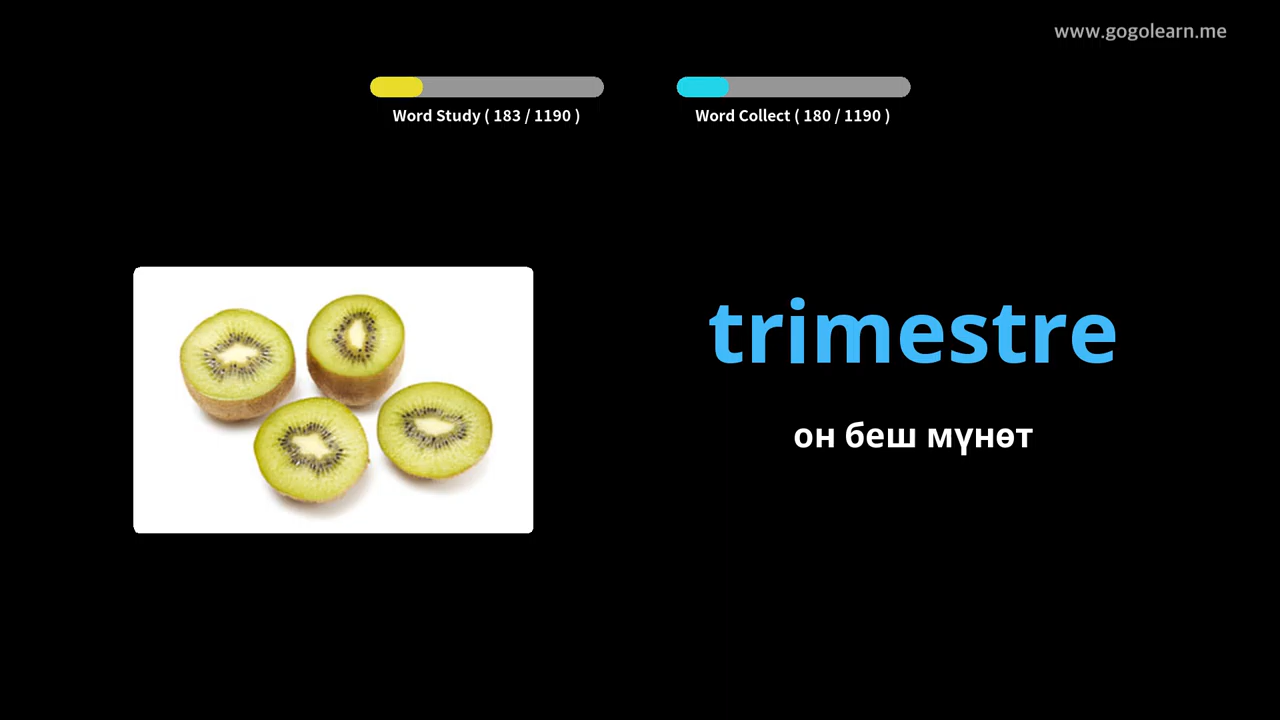 www.gogolearn.me
Word Study ( 183 / 1190 )
Word Collect ( 180 / 1190 )
trimestre
он беш мүнөт